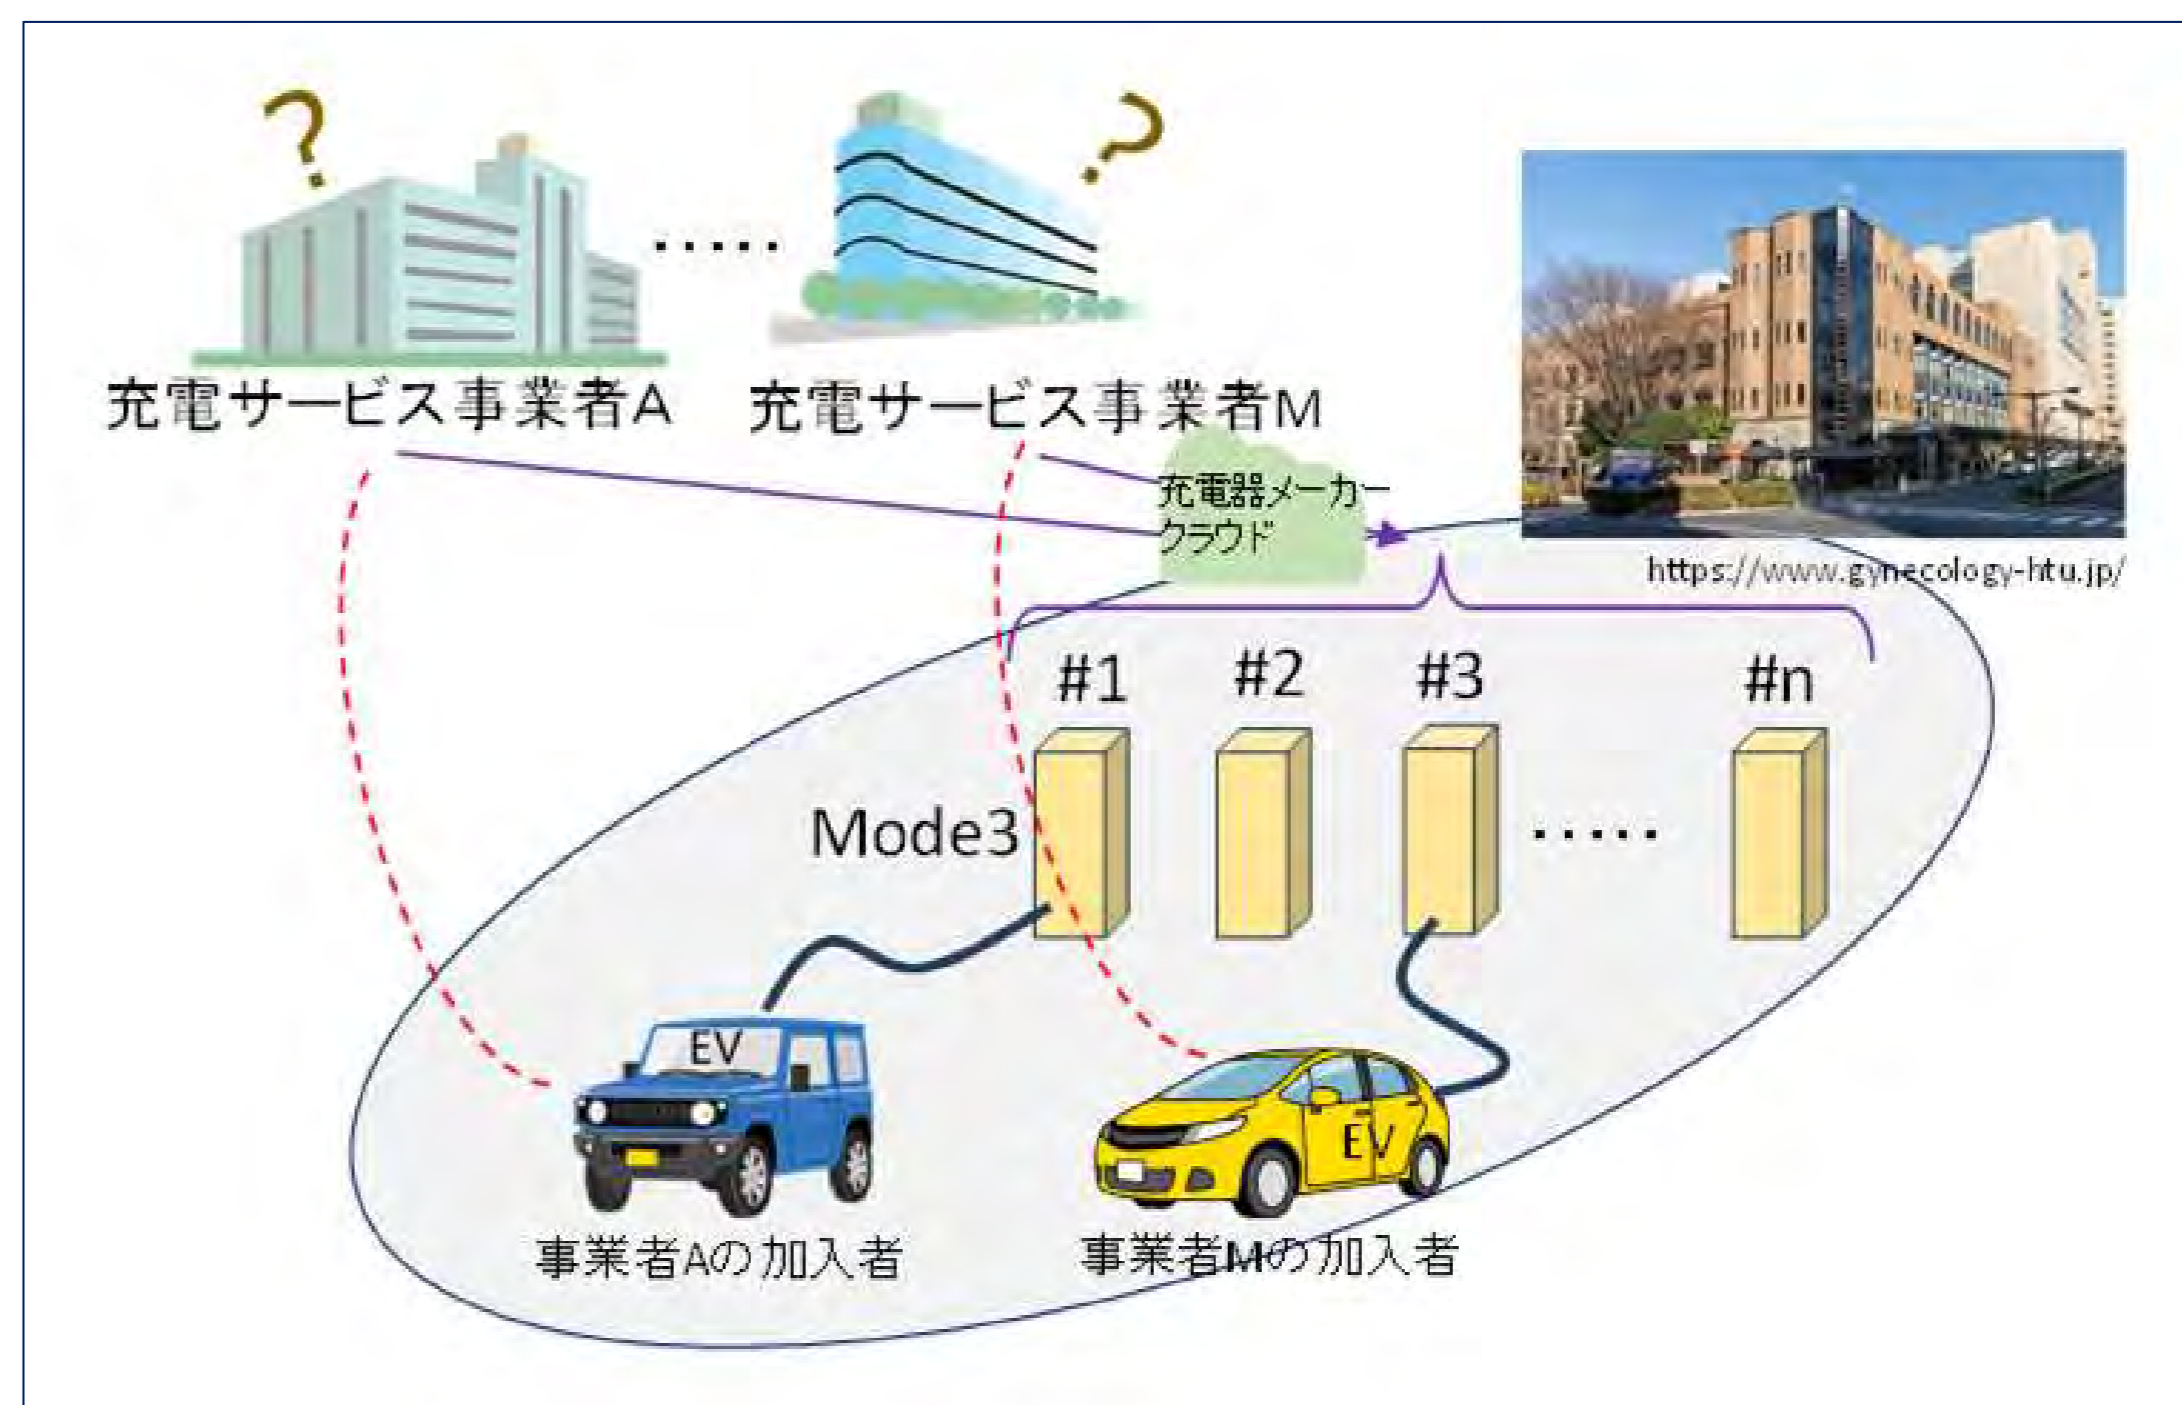 ?
?
.....
充電サービス事業者A
充電サービス事業者M
充電器メーカー
クラウド
https://www.gynecology-htu.jp/
#1
#2
#3
#n
Mode3
.....
EV
EV
事業者Aの加入者
事業者Mの加入者